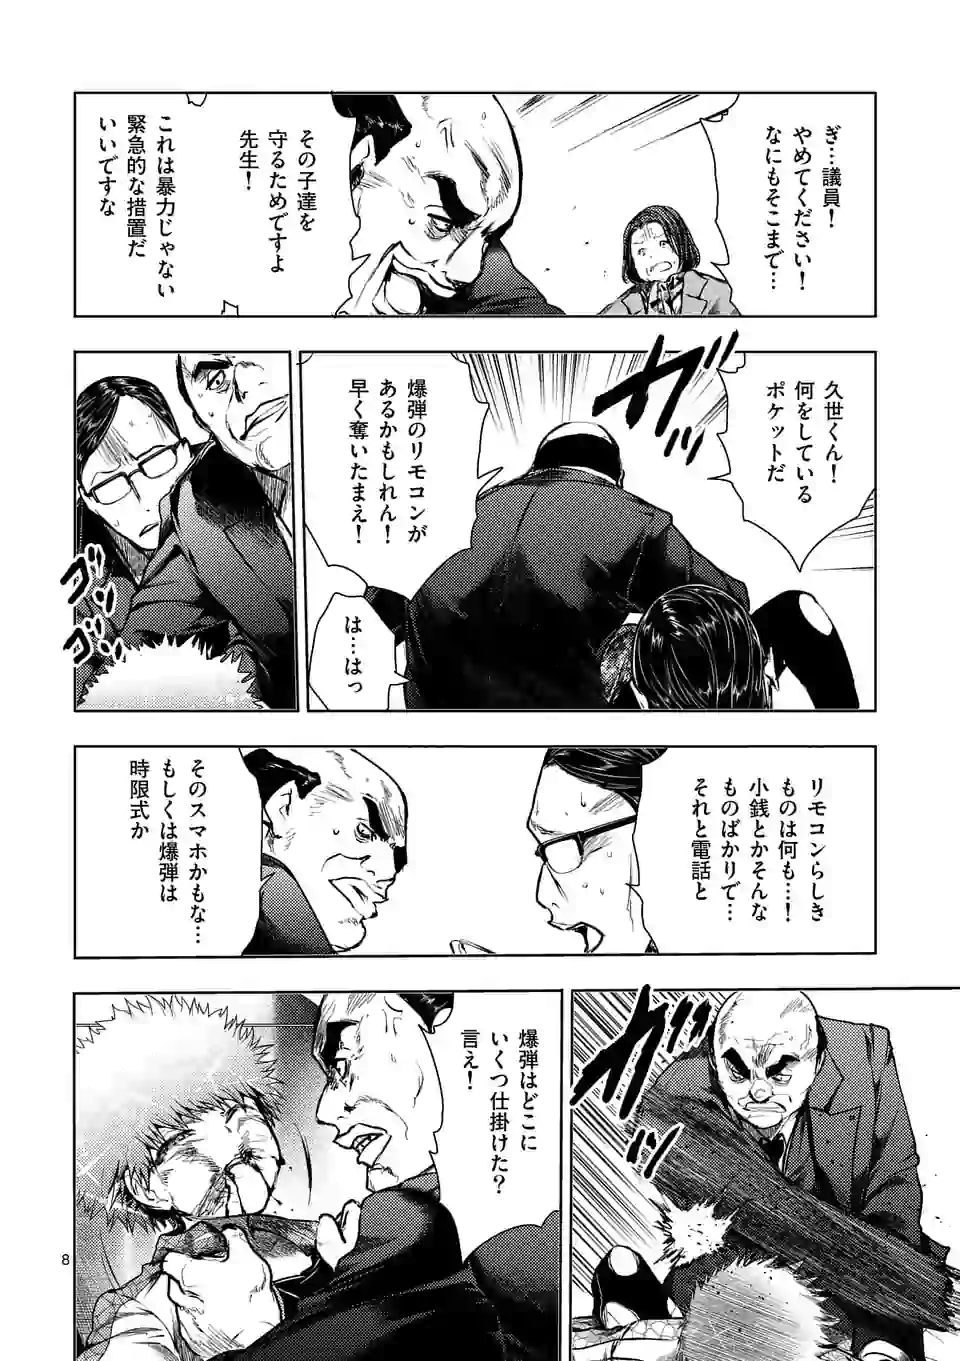 ぎ…議員！
やめてください！
なにもそこまで…
その子達を
守るためですよ
先生！
これは暴力じゃない
緊急的な措置だ
いいですな
久世くん！
何をしている
ポケットだ
爆弾のリモコンが
あるかもしれん！
早く奪いたまえ！
は…はっ
ゴソ
ゴソ
リモコンらしき
ものは何も…！
小銭とかそんな
ものばかりで…
それと電話と
そのスマホかもな…
もしくは爆弾は
時限式か
爆弾はどこに
いくつ仕掛けた？
言え！
8